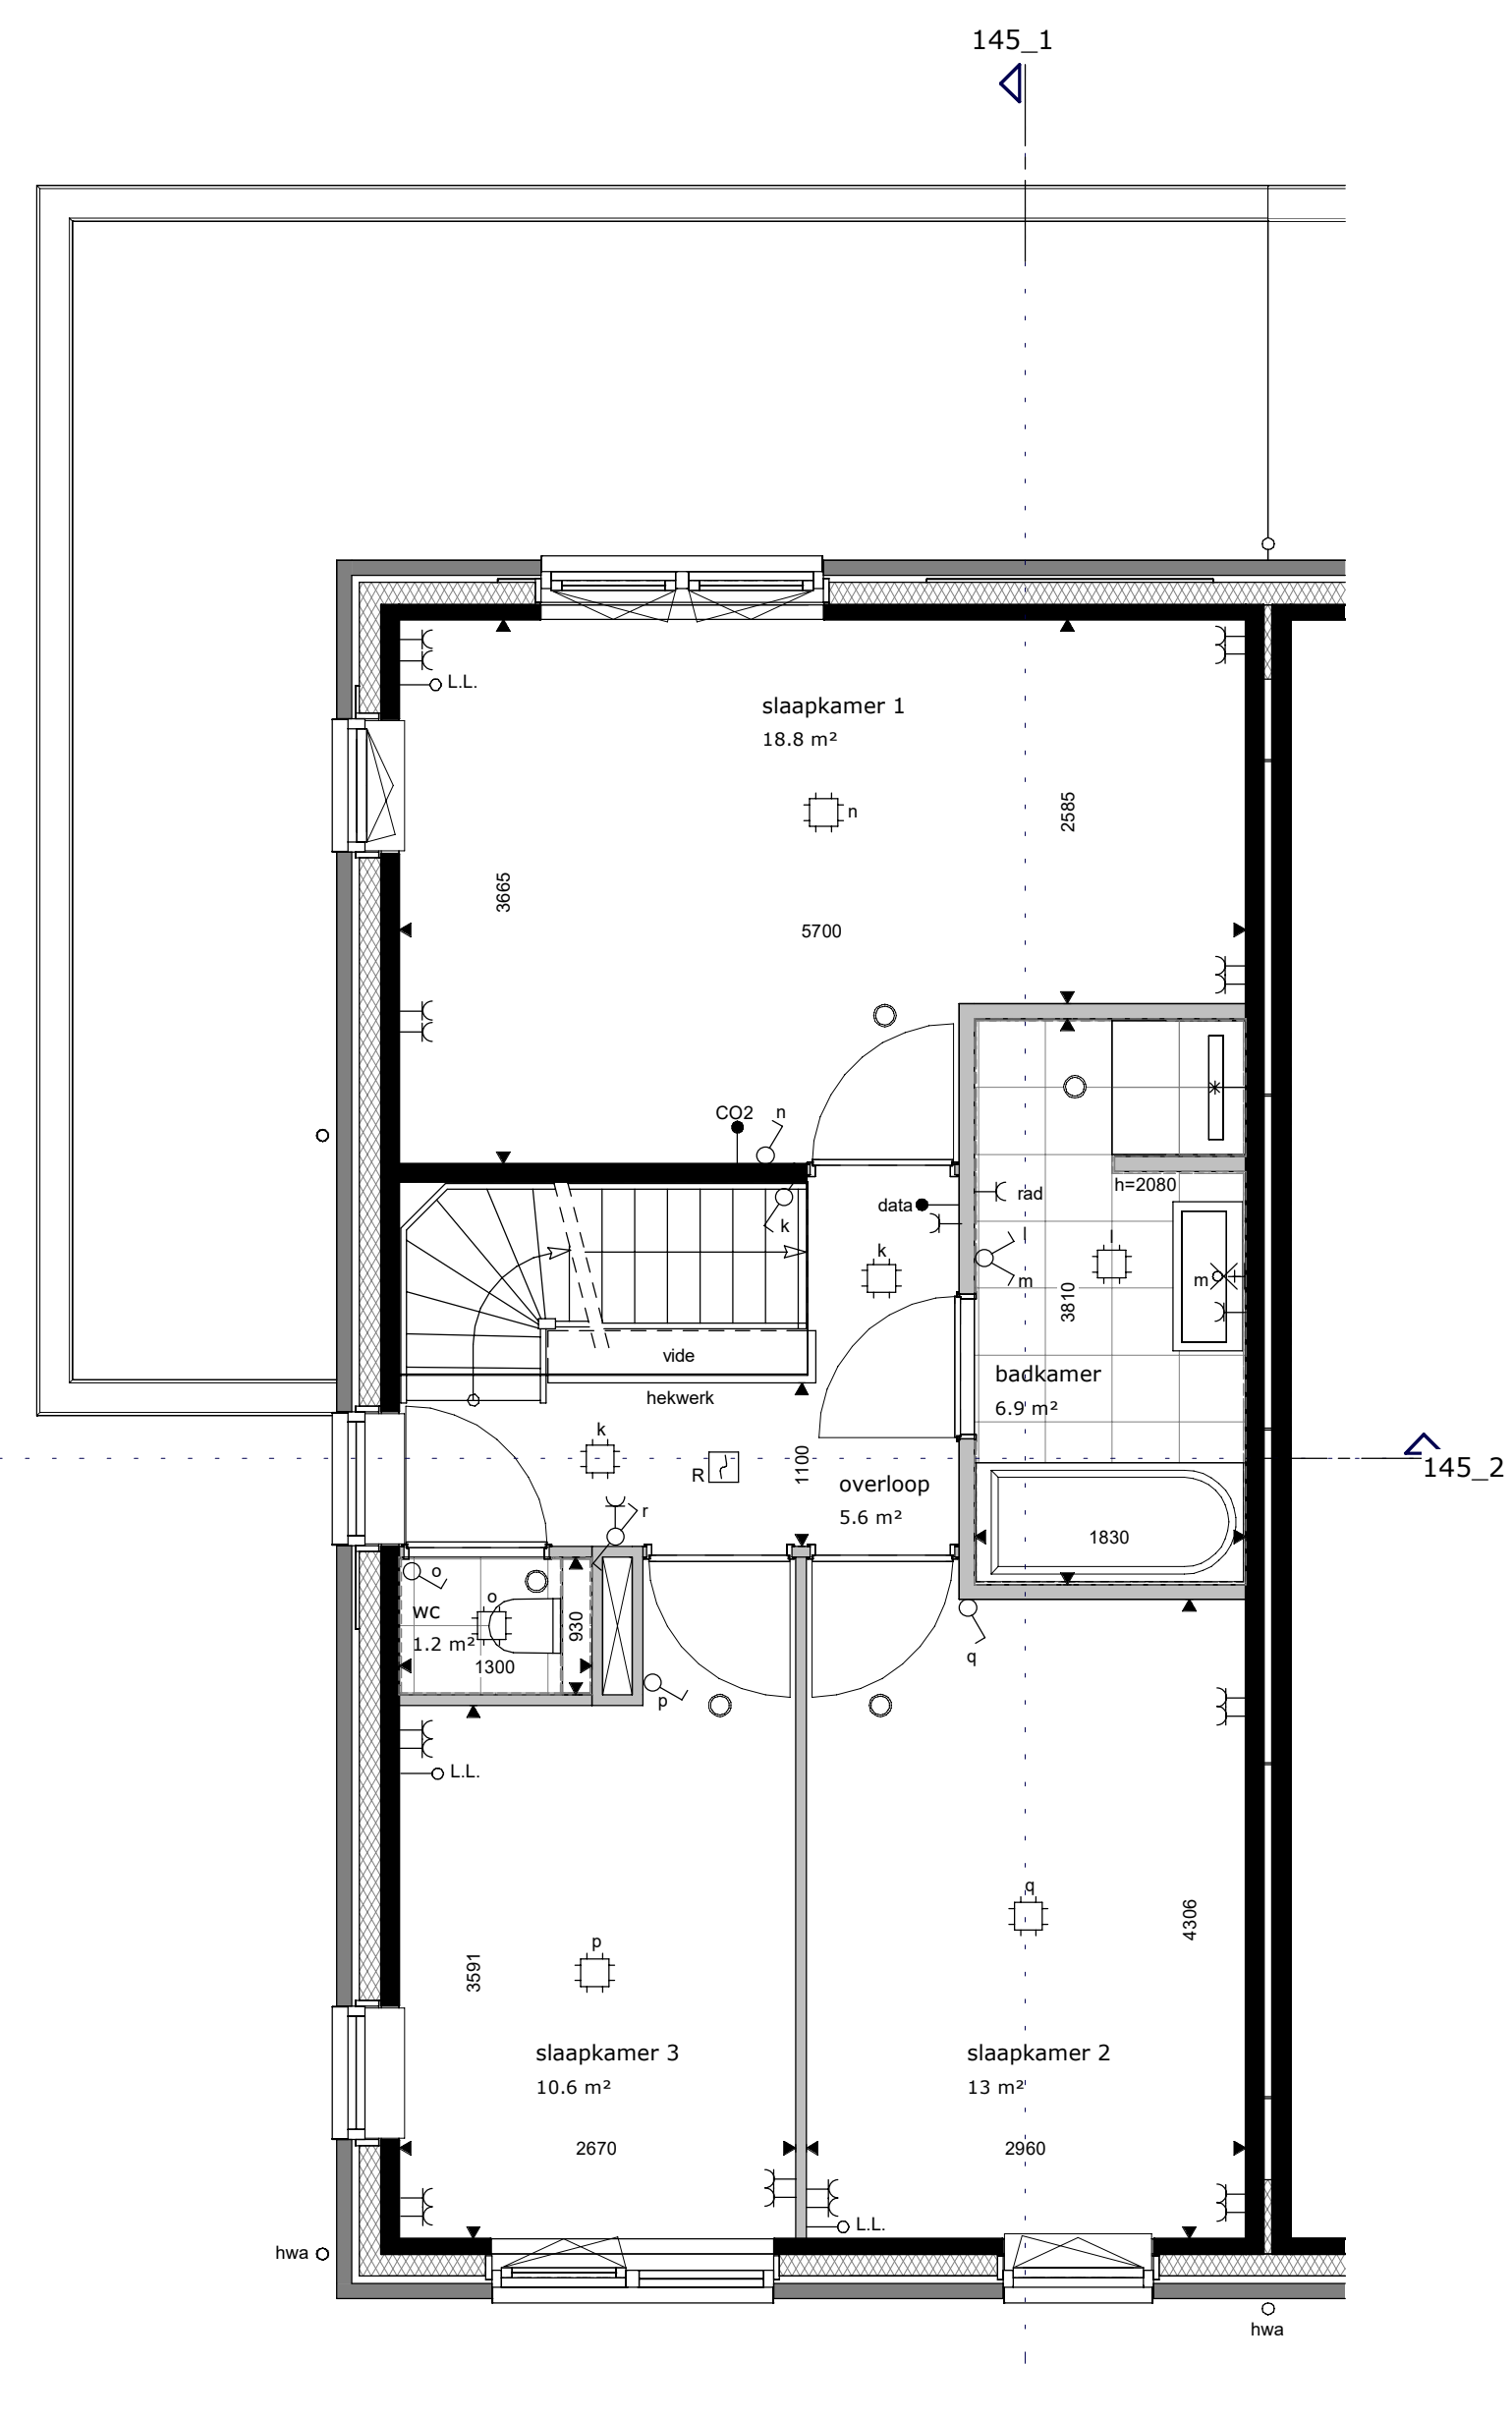 145_1
L.L.
slaapkamer 1
18.8 m²
n
2585
3665
5700
CO2
n
data
rad
h=2080
k
k
l
l
m
m
3810
vide
hekwerk
badkamer
6.9 m²
k
R
1100
overloop
5.6 m²
145_2
r
1830
o
o
wc
1.2 m²
930
1300
p
q
L.L.
q
4306
p
3591
slaapkamer 3
10.6 m²
slaapkamer 2
13 m²
2670
2960
L.L.
hwa
hwa